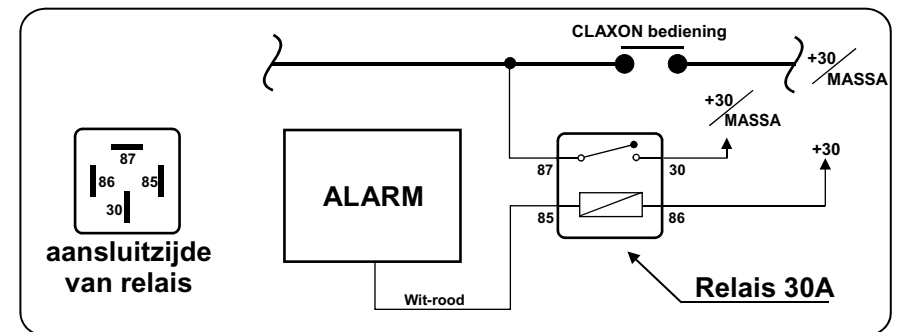 CLAXON bediening
+30
MASSA
+30
MASSA
+30
87
86
85
30
87
30
85
86
ALARM
aansluitzijde
van relais
Wit-rood
Relais 30A